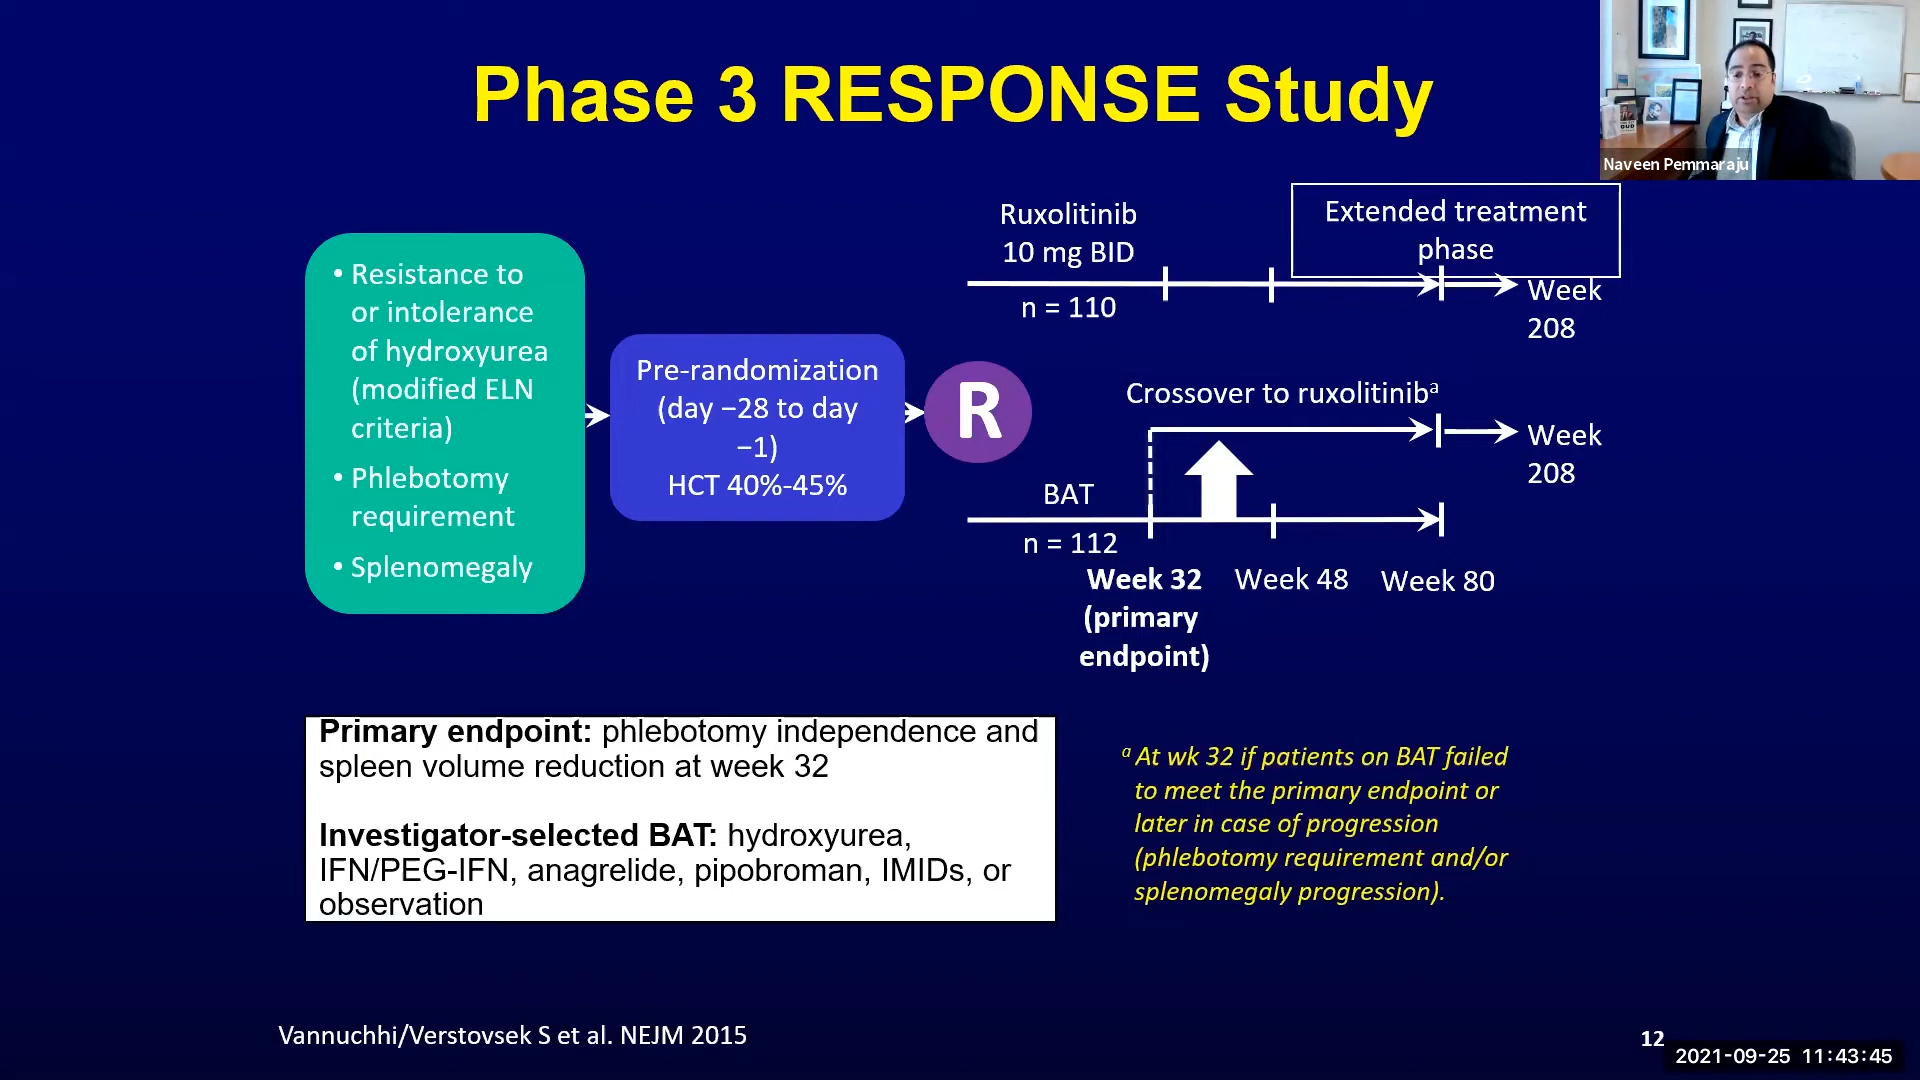 Phase 3 RESPONSE Study
Naveen Pemmaraju
• Resistance to
or intolerance
of hydroxyurea
(modified ELN
criteria)
• Phlebotomy
requirement
• Splenomegaly
Pre-randomization
(day −28 to day
−1)
HCT 40%-45%
R
Ruxolitinib
10 mg BID
n = 110
Extended treatment
phase
Week
208
Crossover to ruxolitinibᵃ
Week
208
BAT
n = 112
Week 32
(primary
endpoint)
Week 48
Week 80
Primary endpoint: phlebotomy independence and
spleen volume reduction at week 32
Investigator-selected BAT: hydroxyurea,
IFN/PEG-IFN, anagrelide, pipobroman, IMIDs, or
observation
ᵃ At wk 32 if patients on BAT failed
to meet the primary endpoint or
later in case of progression
(phlebotomy requirement and/or
splenomegaly progression).
Vannuchhi/Verstovsek S et al. NEJM 2015
12
2021-09-25 11:43:45